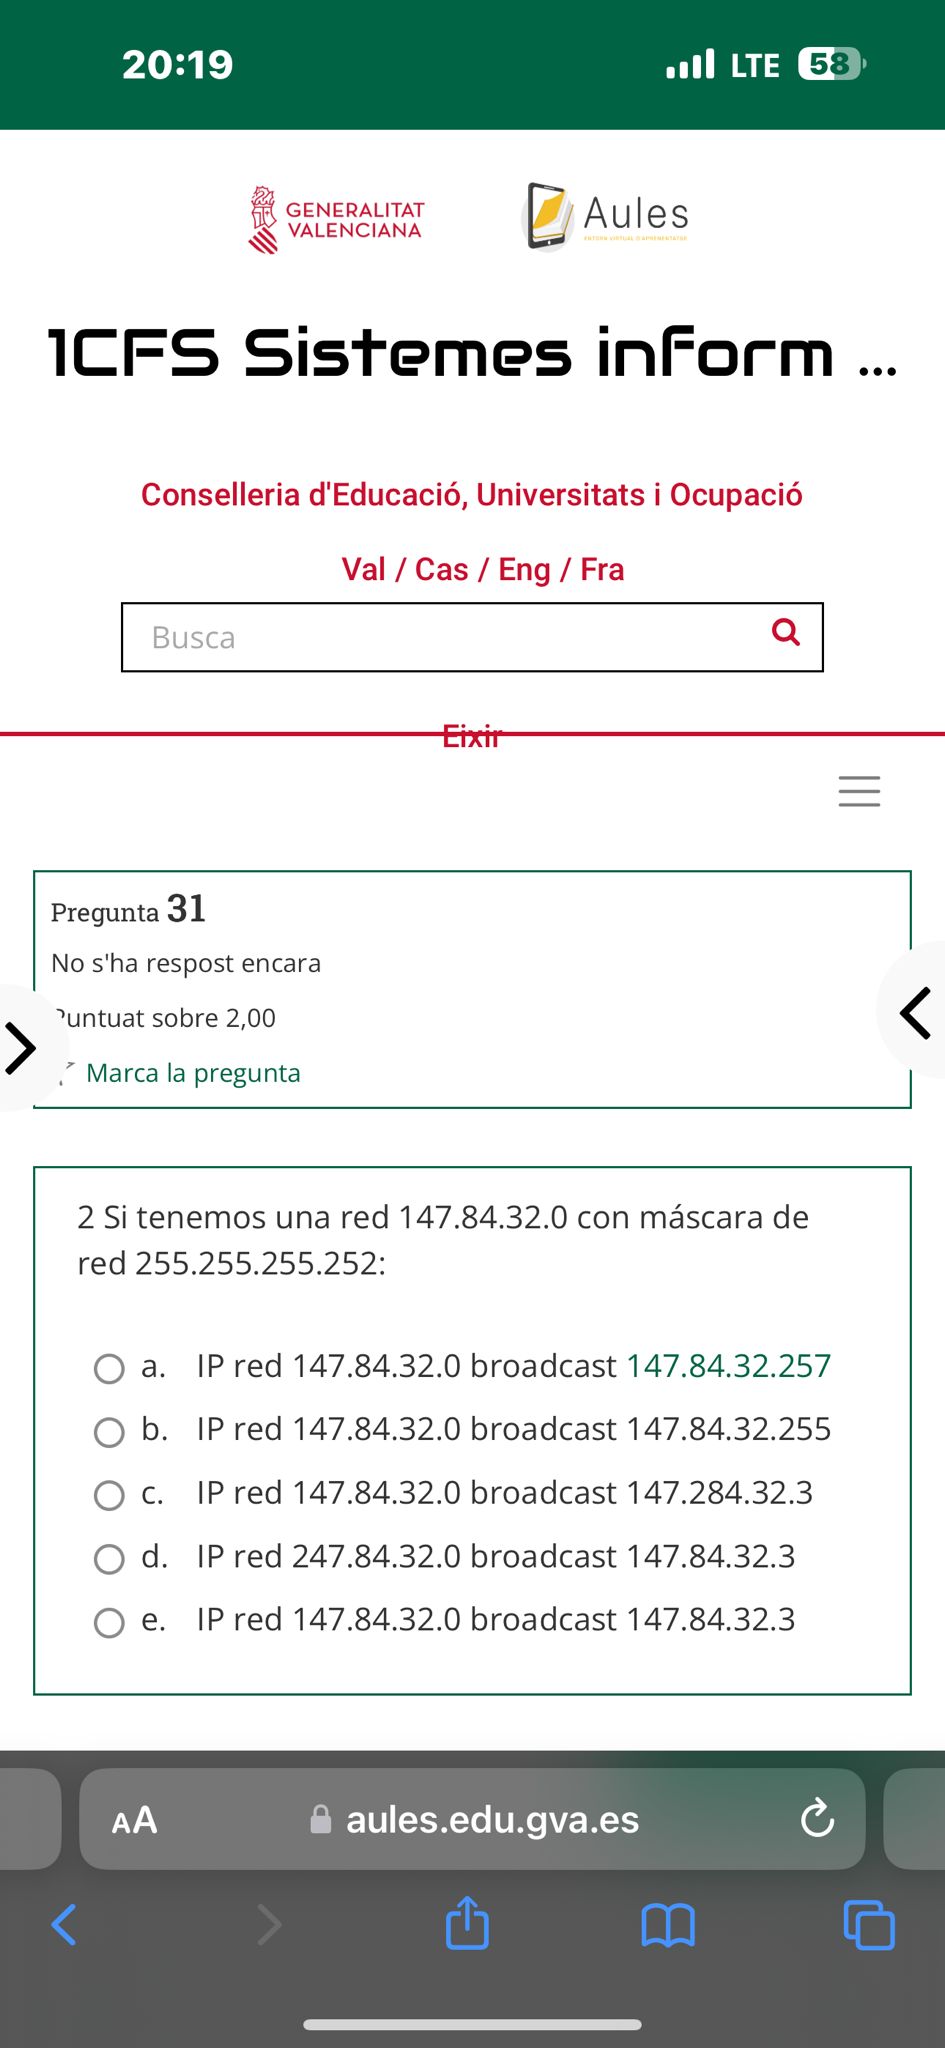 20:19
LTE 58
GENERALITAT
VALENCIANA
Aules
ENTORN VIRTUAL D'APRENENTATGE
1CFS Sistemes inform ...
Conselleria d'Educació, Universitats i Ocupació
Val / Cas / Eng / Fra
Busca
Eixir
Pregunta 31
No s'ha respost encara
Puntuat sobre 2,00
Marca la pregunta
2 Si tenemos una red 147.84.32.0 con máscara de
red 255.255.255.252:
a. IP red 147.84.32.0 broadcast 147.84.32.257
b. IP red 147.84.32.0 broadcast 147.84.32.255
c. IP red 147.84.32.0 broadcast 147.284.32.3
d. IP red 247.84.32.0 broadcast 147.84.32.3
e. IP red 147.84.32.0 broadcast 147.84.32.3
AA aules.edu.gva.es